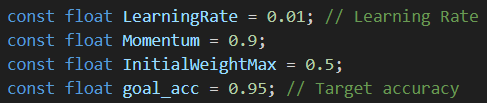 const float LearningRate = 0.01; // Learning Rate
const float Momentum = 0.9;
const float InitialWeightMax = 0.5;
const float goal_acc = 0.95; // Target accuracy